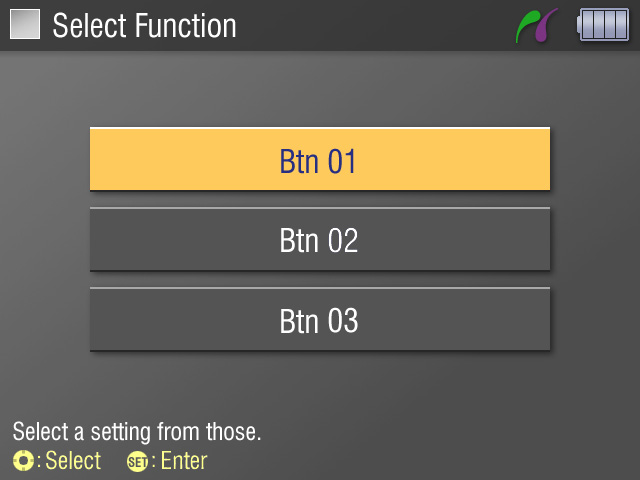 Select Function
Btn 01
Btn 02
Btn 03
Select a setting from those.
: Select SET : Enter